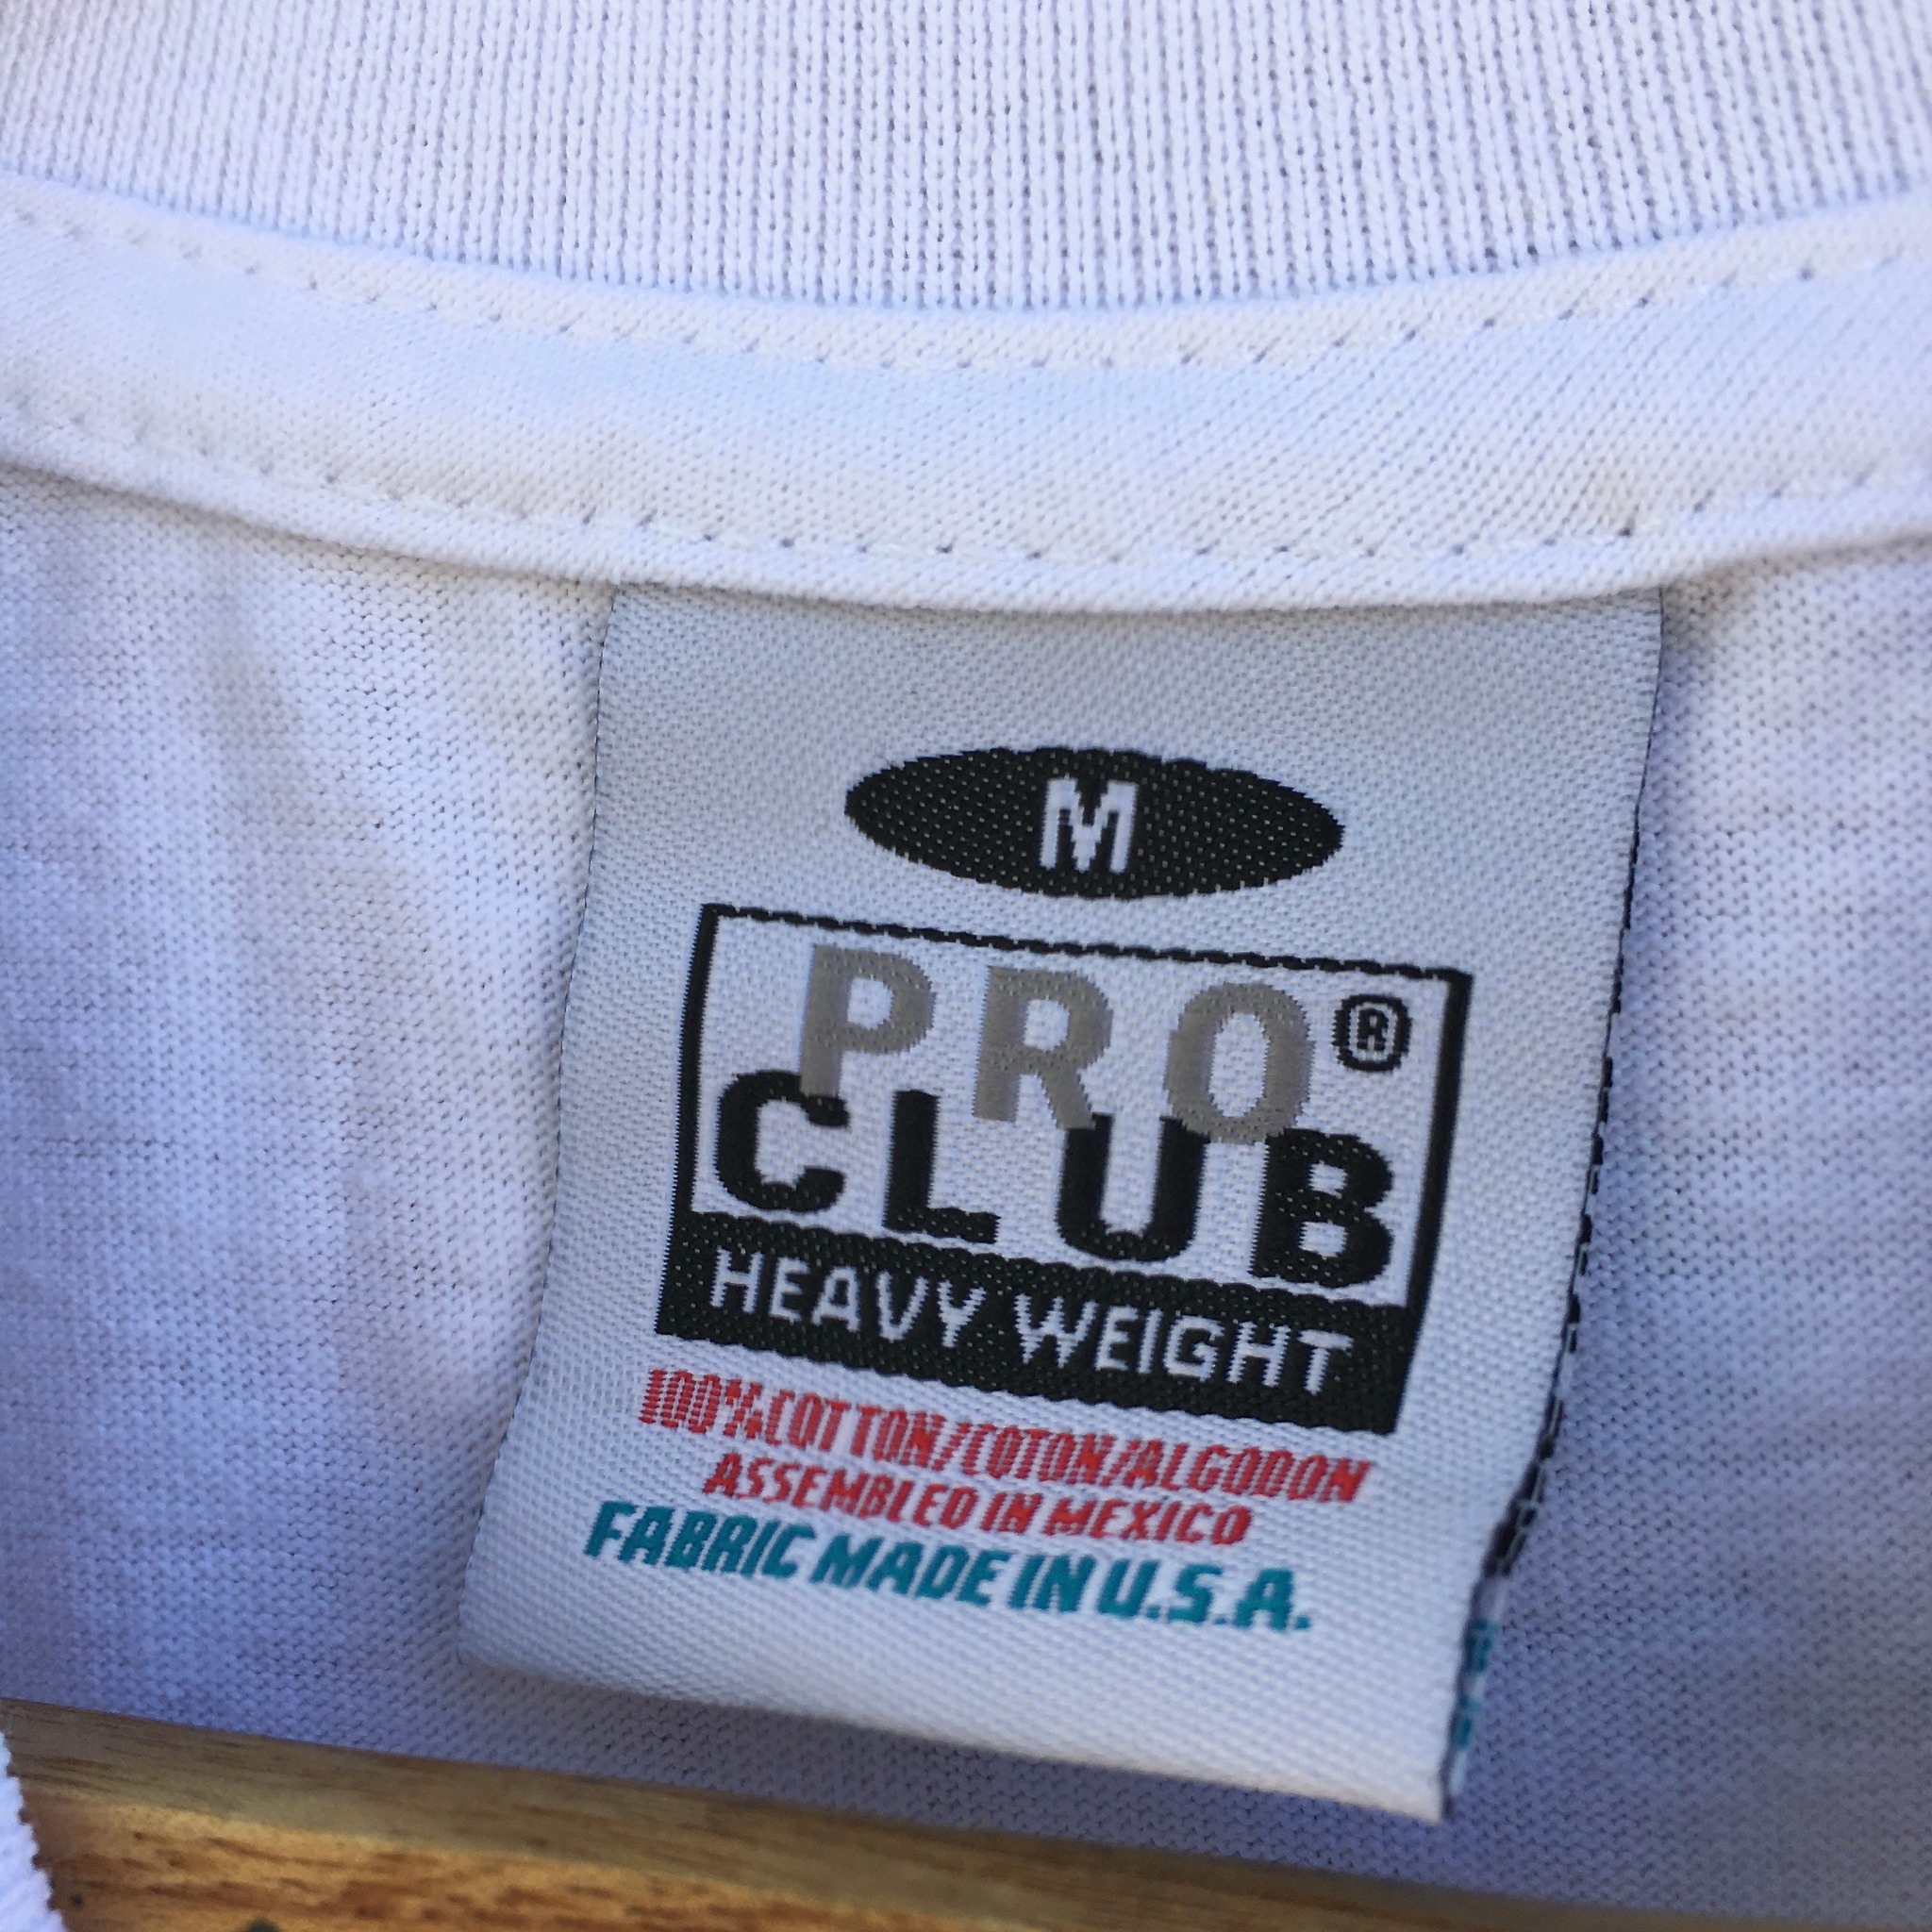 M
PRO®
CLUB
HEAVY WEIGHT
100%COTTON/COTON/ALGODON
ASSEMBLED IN MEXICO
FABRIC MADE IN U.S.A.